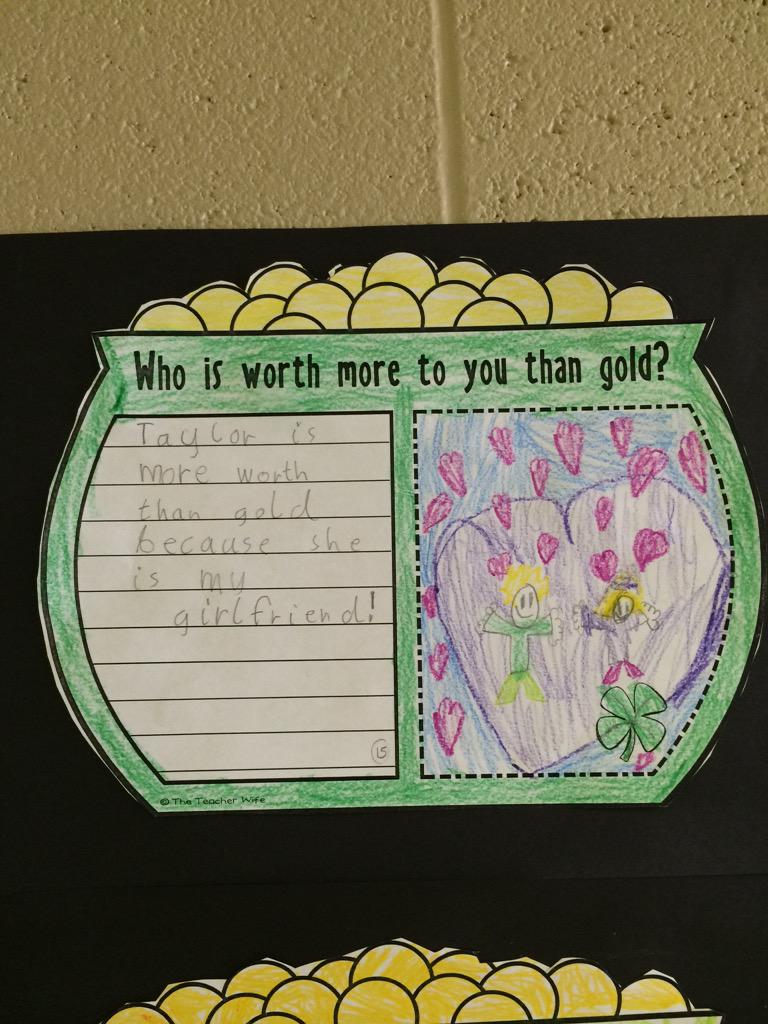 Who is worth more to you than gold?
Taylor is
more worth
than gold
because she
is my
girlfriend!
15
© The Teacher Wife